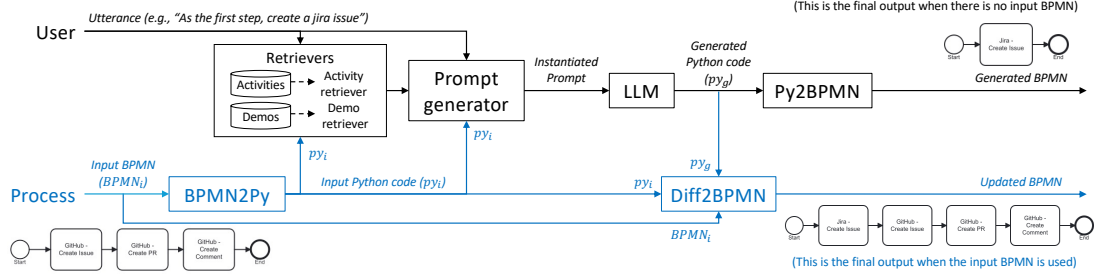 (This is the final output when there is no input BPMN)
Utterance (e.g., “As the first step, create a jira issue”)
User
Retrievers
Activities
Activity
retriever
Demos
Demo
retriever
Prompt
generator
Instantiated
Prompt
LLM
Generated
Python code
(py_g)
Py2BPMN
Start
Jira -
Create Issue
End
Generated BPMN
py_i
py_i
py_g
Input BPMN
(BPMN_i)
Process
BPMN2Py
Input Python code (py_i)
py_i
Diff2BPMN
Updated BPMN
BPMN_i
Start
GitHub -
Create Issue
GitHub -
Create PR
GitHub -
Create
Comment
End
Start
Jira -
Create Issue
GitHub -
Create Issue
GitHub -
Create PR
GitHub -
Create
Comment
End
(This is the final output when the input BPMN is used)